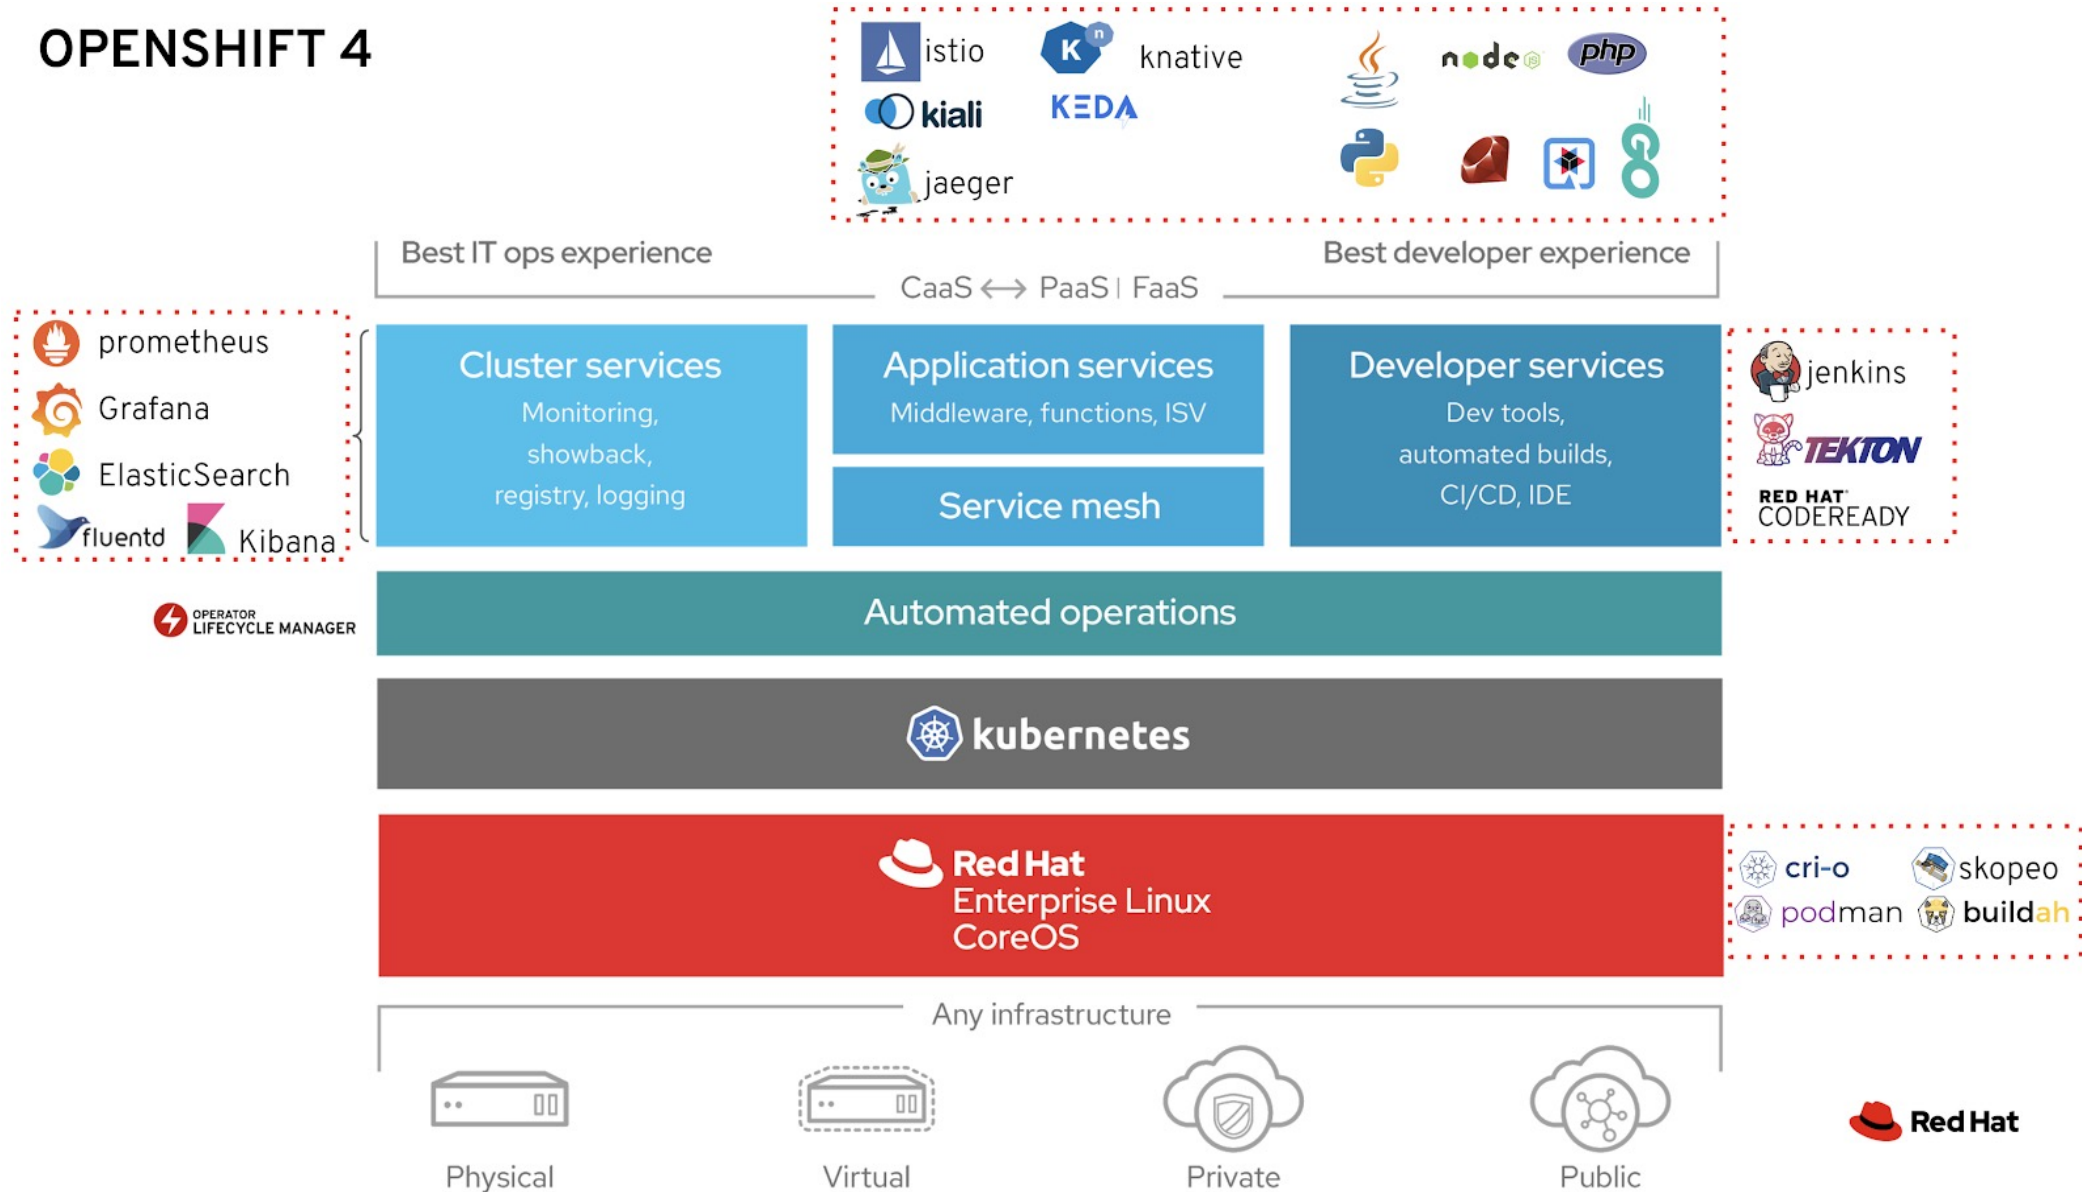 OPENSHIFT 4
istio
K
n
knative
node
JS
php
kiali
KEDA
GO
jaeger
Best IT ops experience
Best developer experience
CaaS ↔ PaaS | FaaS
prometheus
Grafana
ElasticSearch
fluentd
Kibana
Cluster services
Monitoring,
showback,
registry, logging
Application services
Middleware, functions, ISV
Service mesh
Developer services
Dev tools,
automated builds,
CI/CD, IDE
jenkins
TEKTON
RED HAT®
CODEREADY
OPERATOR
LIFECYCLE MANAGER
Automated operations
kubernetes
Red Hat
Enterprise Linux
CoreOS
cri-o
skopeo
podman
buildah
Any infrastructure
Physical
Virtual
Private
Public
Red Hat